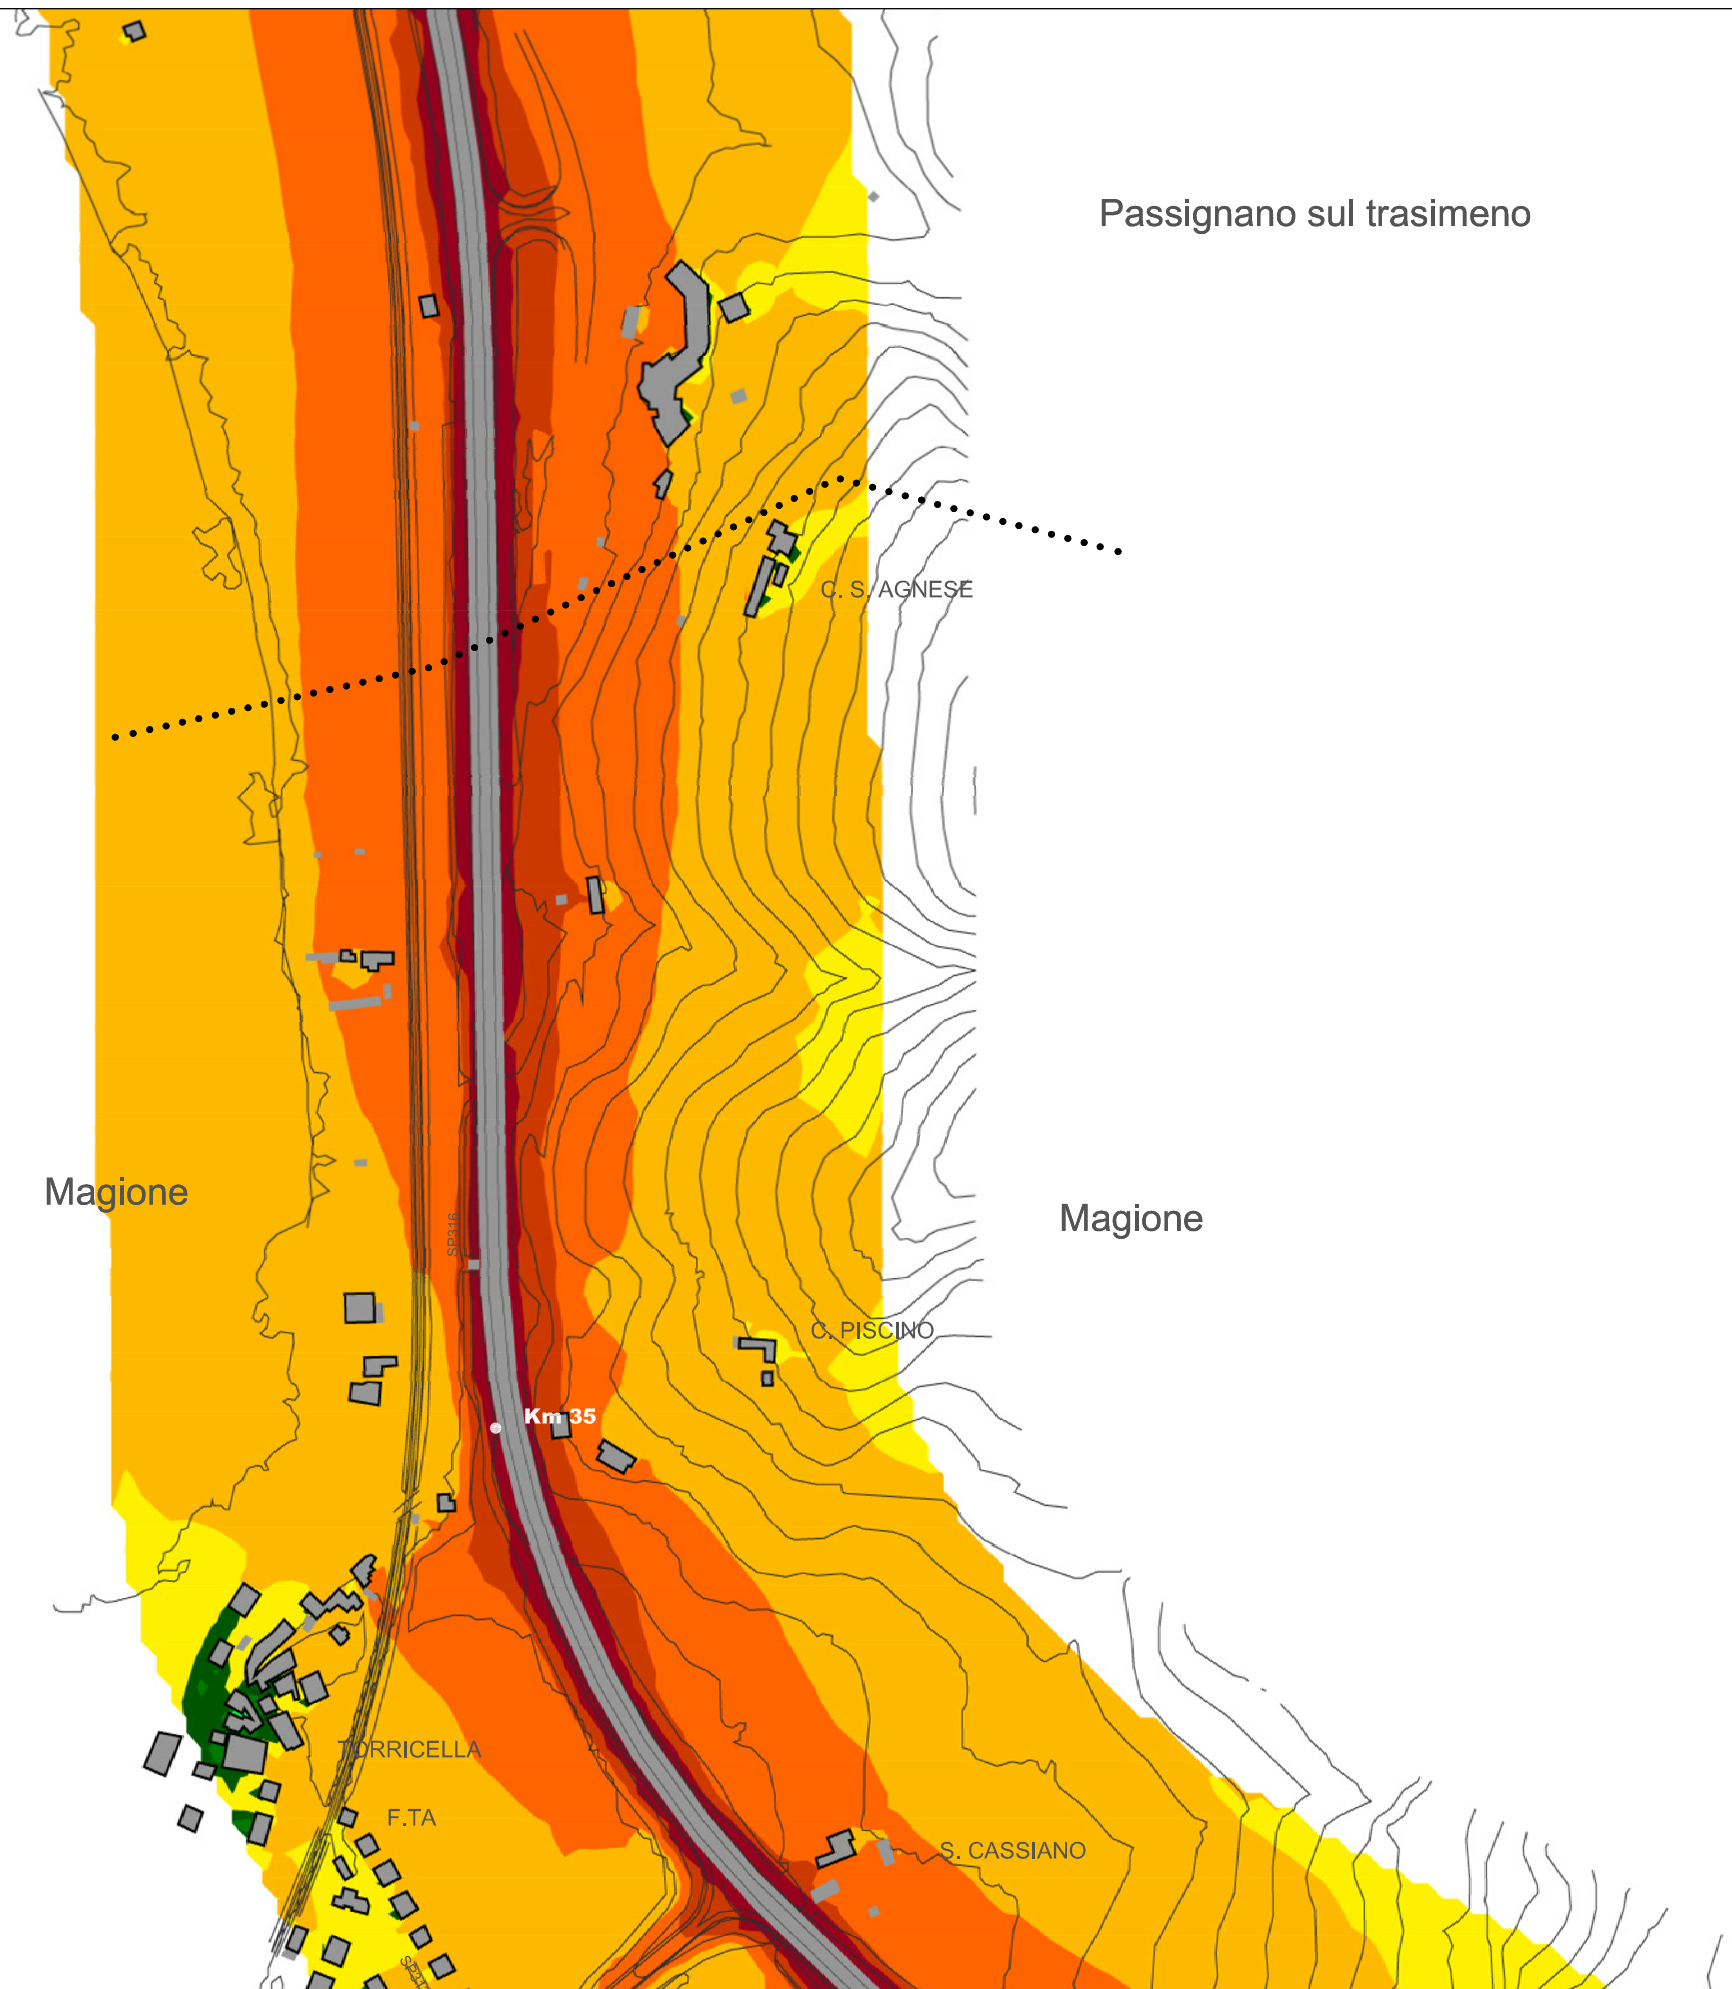 Passignano sul trasimeno
C. S. AGNESE
Magione
Magione
SP316
C. PISCINO
Km 35
TORRICELLA
F.TA
S. CASSIANO